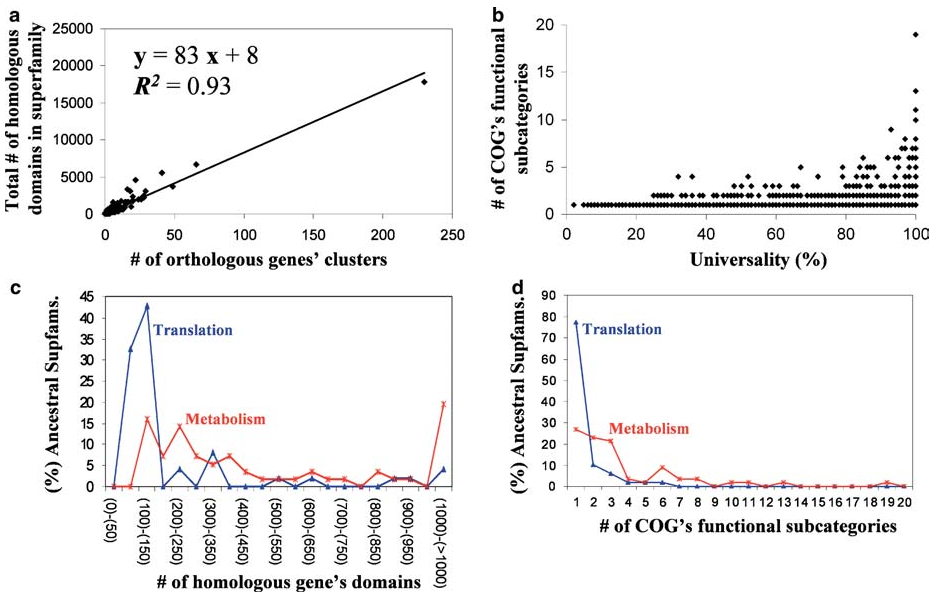 a
Total # of homologous
domains in superfamily
25000
20000
15000
10000
5000
0
y = 83 x + 8
R² = 0.93
0 50 100 150 200 250
# of orthologous genes' clusters
b
# of COG's functional
subcategories
20
15
10
5
0
0 20 40 60 80 100
Universality (%)
c
(%) Ancestral Supfams.
45
40
35
30
25
20
15
10
5
0
Translation
Metabolism
(0)-(50)
(100)-(150)
(200)-(250)
(300)-(350)
(400)-(450)
(500)-(550)
(600)-(650)
(700)-(750)
(800)-(850)
(900)-(950)
(1000)-(>1000)
# of homologous gene's domains
d
(%) Ancestral Supfams.
90
80
70
60
50
40
30
20
10
0
Translation
Metabolism
1 2 3 4 5 6 7 8 9 10 11 12 13 14 15 16 17 18 19 20
# of COG's functional subcategories